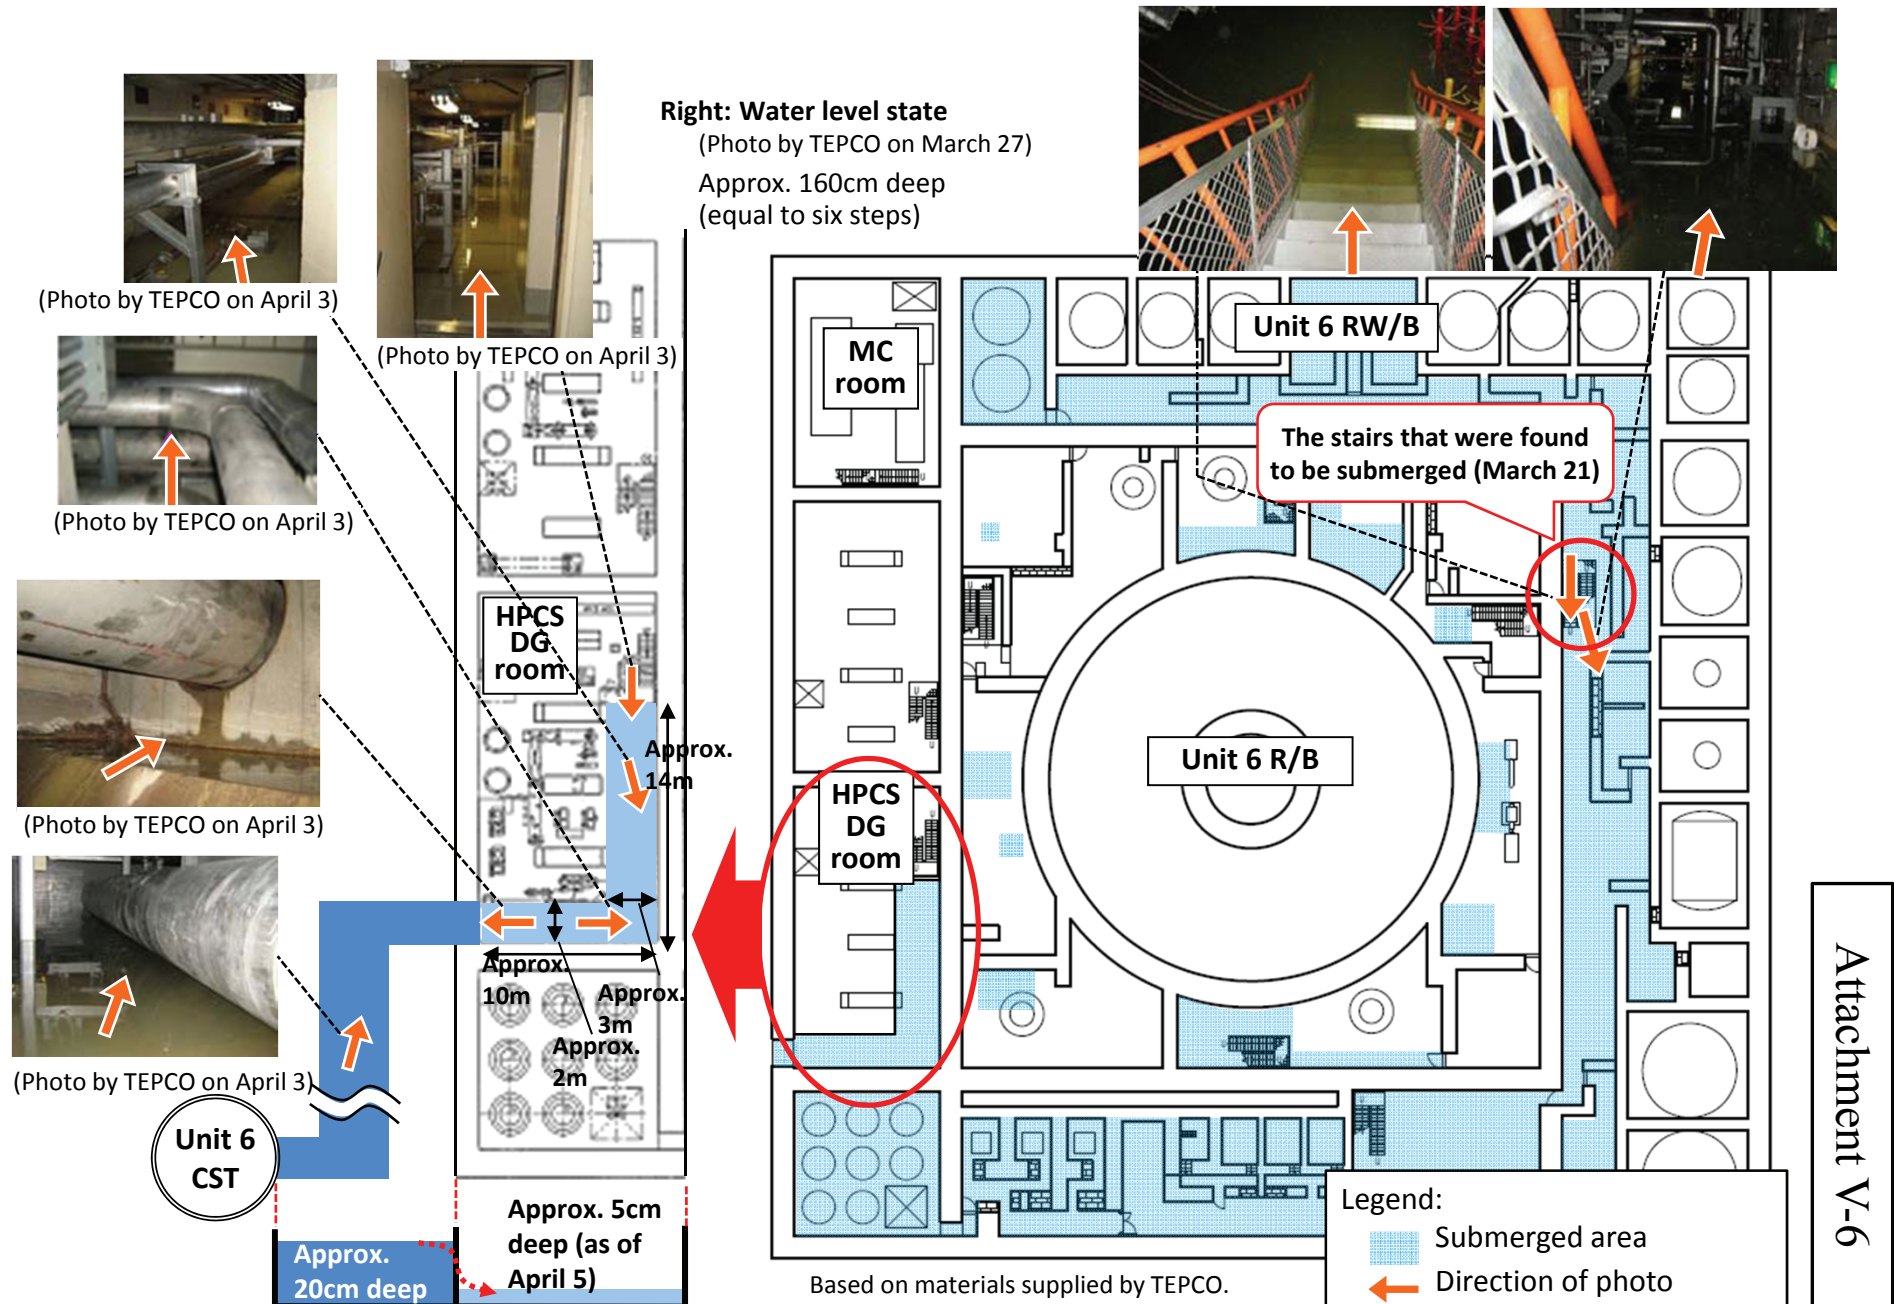 Right: Water level state
(Photo by TEPCO on March 27)
Approx. 160cm deep
(equal to six steps)
(Photo by TEPCO on April 3)
(Photo by TEPCO on April 3)
(Photo by TEPCO on April 3)
(Photo by TEPCO on April 3)
(Photo by TEPCO on April 3)
HPCS
DG
room
Approx.
14m
Approx.
10m
Approx.
3m
Approx.
2m
Unit 6
CST
Approx.
20cm deep
Approx. 5cm
deep (as of
April 5)
MC
room
Unit 6 RW/B
The stairs that were found
to be submerged (March 21)
Unit 6 R/B
HPCS
DG
room
Legend:
Submerged area
Direction of photo
Based on materials supplied by TEPCO.
Attachment V-6